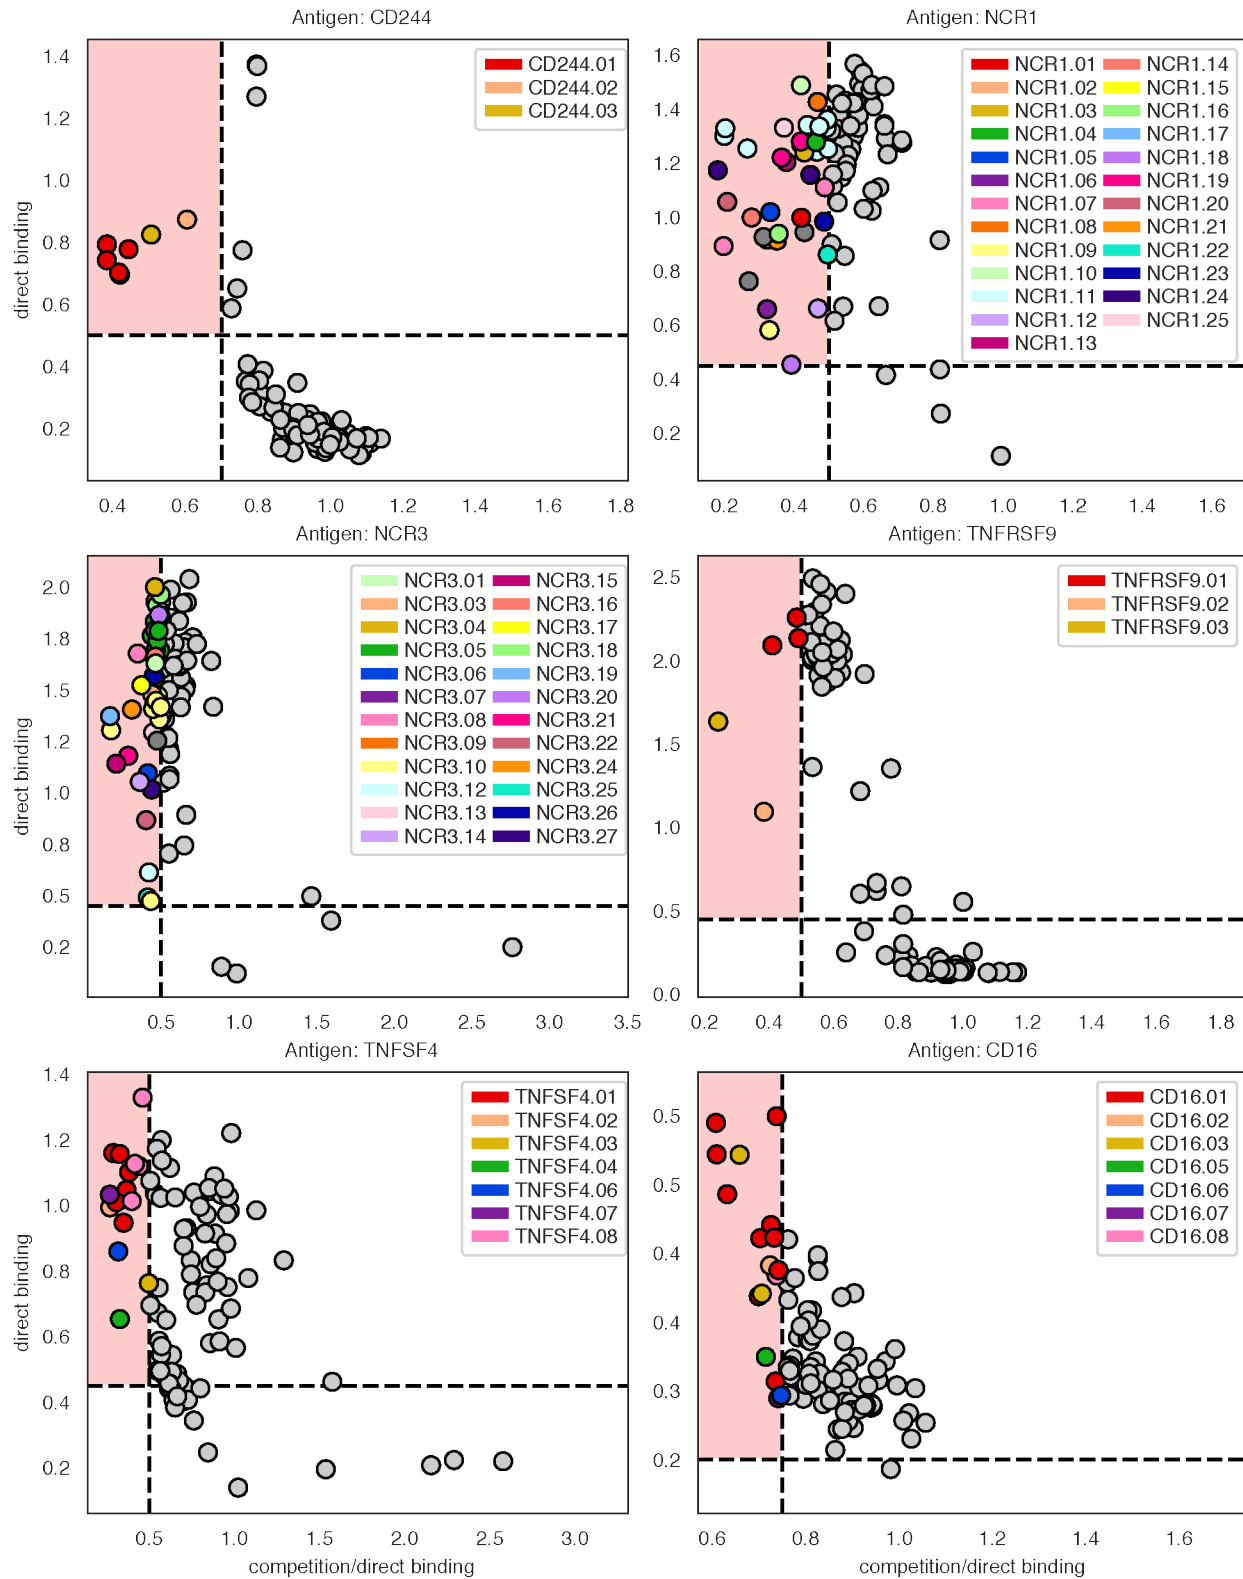 Antigen: CD244
direct binding
1.4
1.2
1.0
0.8
0.6
0.4
0.2
0.4
0.6
0.8
1.0
1.2
1.4
1.6
1.8
CD244.01
CD244.02
CD244.03
Antigen: NCR1
1.6
1.4
1.2
1.0
0.8
0.6
0.4
0.2
0.2
0.4
0.6
0.8
1.0
1.2
1.4
1.6
NCR1.01
NCR1.02
NCR1.03
NCR1.04
NCR1.05
NCR1.06
NCR1.07
NCR1.08
NCR1.09
NCR1.10
NCR1.11
NCR1.12
NCR1.13
NCR1.14
NCR1.15
NCR1.16
NCR1.17
NCR1.18
NCR1.19
NCR1.20
NCR1.21
NCR1.22
NCR1.23
NCR1.24
NCR1.25
Antigen: NCR3
direct binding
2.0
1.8
1.5
1.2
1.0
0.8
0.5
0.2
0.5
1.0
1.5
2.0
2.5
3.0
3.5
NCR3.01
NCR3.03
NCR3.04
NCR3.05
NCR3.06
NCR3.07
NCR3.08
NCR3.09
NCR3.10
NCR3.12
NCR3.13
NCR3.14
NCR3.15
NCR3.16
NCR3.17
NCR3.18
NCR3.19
NCR3.20
NCR3.21
NCR3.22
NCR3.24
NCR3.25
NCR3.26
NCR3.27
Antigen: TNFRSF9
2.5
2.0
1.5
1.0
0.5
0.0
0.2
0.4
0.6
0.8
1.0
1.2
1.4
1.6
1.8
TNFRSF9.01
TNFRSF9.02
TNFRSF9.03
Antigen: TNFSF4
direct binding
1.4
1.2
1.0
0.8
0.6
0.4
0.2
0.5
1.0
1.5
2.0
2.5
3.0
competition/direct binding
TNFSF4.01
TNFSF4.02
TNFSF4.03
TNFSF4.04
TNFSF4.06
TNFSF4.07
TNFSF4.08
Antigen: CD16
0.5
0.5
0.4
0.4
0.3
0.2
0.6
0.8
1.0
1.2
1.4
1.6
competition/direct binding
CD16.01
CD16.02
CD16.03
CD16.05
CD16.06
CD16.07
CD16.08